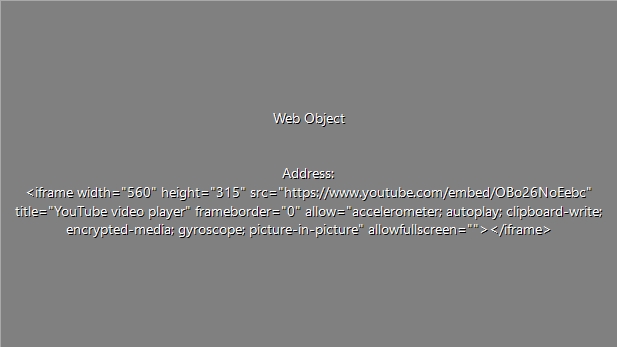 Web Object
Address:
<iframe width="560" height="315" src="https://www.youtube.com/embed/OBo26NoEebc"
title="YouTube video player" frameborder="0" allow="accelerometer; autoplay; clipboard-write;
encrypted-media; gyroscope; picture-in-picture" allowfullscreen=""></iframe>